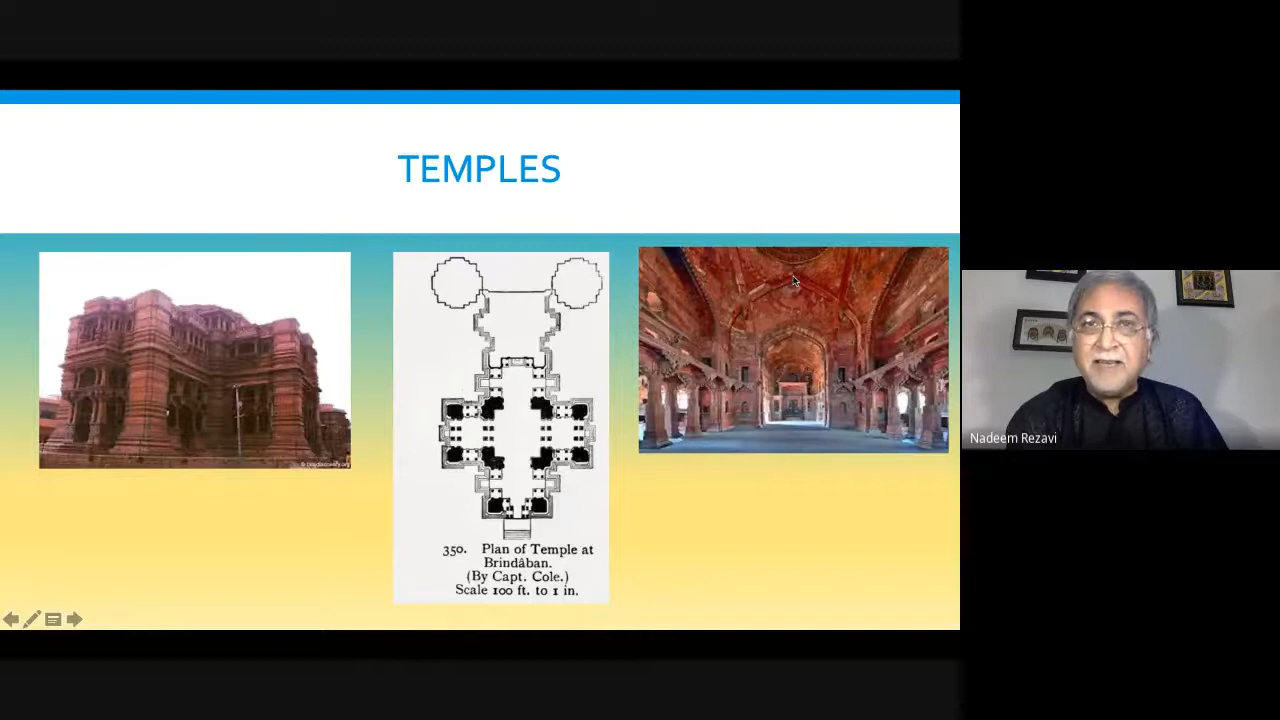 TEMPLES
350. Plan of Temple at
Brindâban.
(By Capt. Cole.)
Scale 100 ft. to 1 in.
Nadeem Rezavi